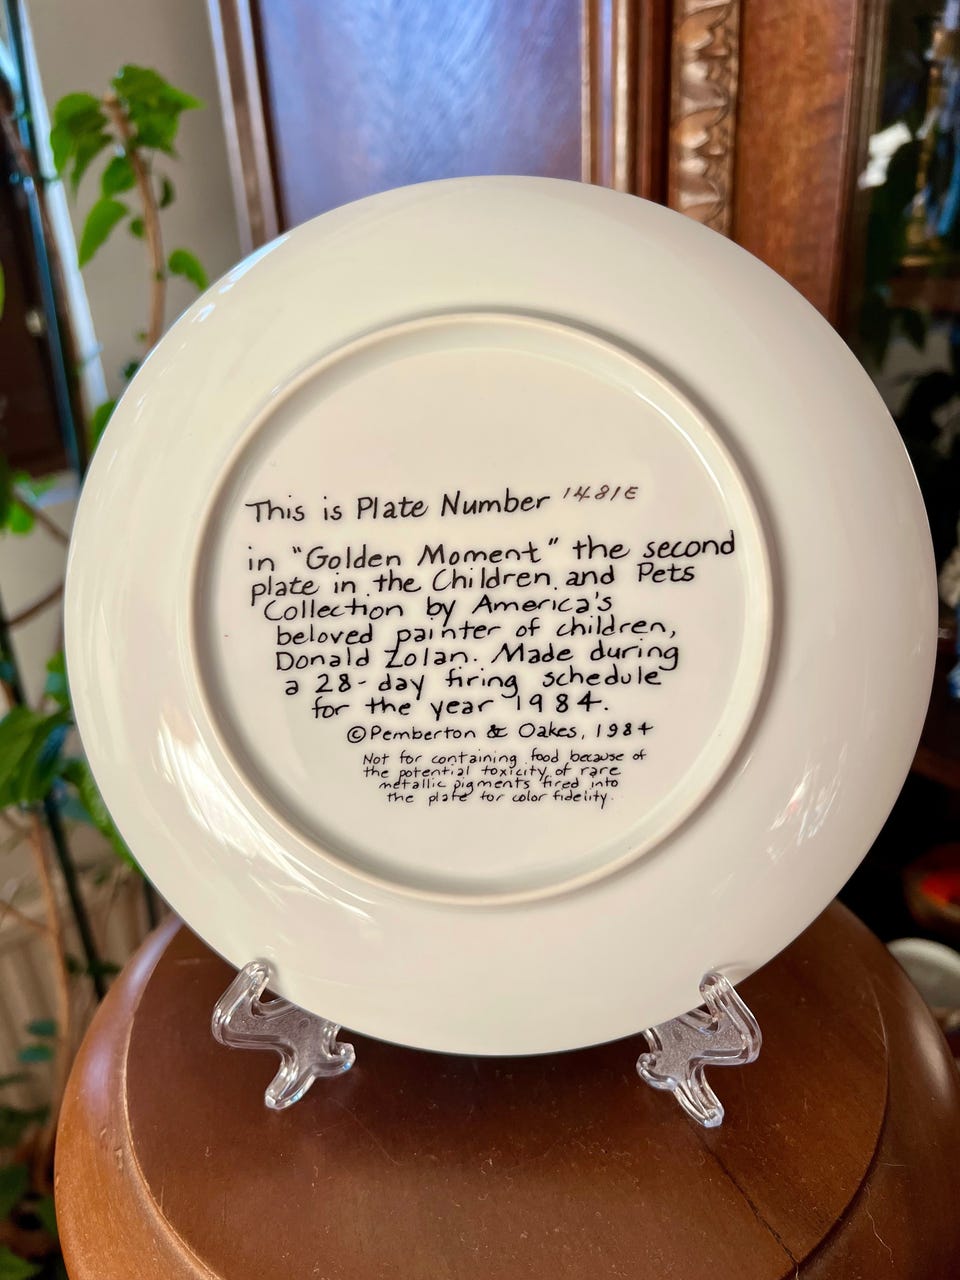 This is Plate Number 1481E
in "Golden Moment" the second
plate in the Children and Pets
Collection by America's
beloved painter of children,
Donald Zolan. Made during
a 28-day firing schedule
for the year 1984.
©Pemberton & Oakes, 1984
Not for containing food because of
the potential toxicity of rare
metallic pigments fired into
the plate for color fidelity.